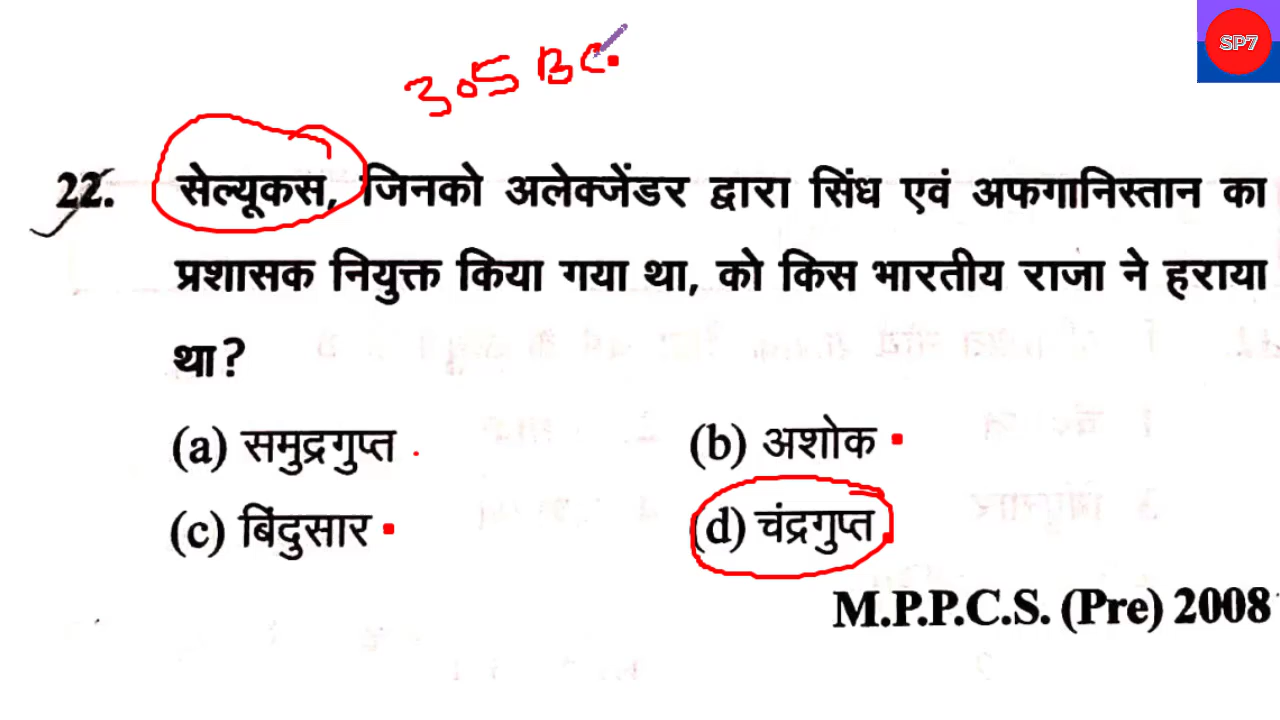 SP7
305 BC
22. सेल्यूकस, जिनको अलेक्जेंडर द्वारा सिंध एवं अफगानिस्तान का
प्रशासक नियुक्त किया गया था, को किस भारतीय राजा ने हराया
था?
(a) समुद्रगुप्त (b) अशोक
(c) बिंदुसार (d) चंद्रगुप्त
M.P.P.C.S. (Pre) 2008